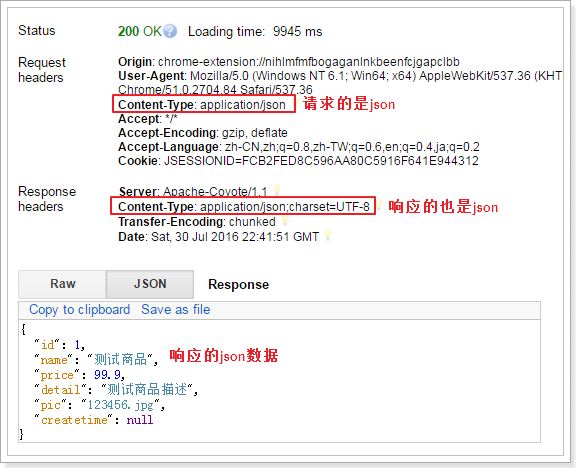 Status 200 OK Loading time: 9945 ms
Request headers
Origin: chrome-extension://nihlmfmfbogaganlnkbeenfcjgapclbb
User-Agent: Mozilla/5.0 (Windows NT 6.1; Win64; x64) AppleWebKit/537.36 (KHT
Chrome/51.0.2704.84 Safari/537.36
Content-Type: application/json 请求的是json
Accept: */*
Accept-Encoding: gzip, deflate
Accept-Language: zh-CN,zh;q=0.8,zh-TW;q=0.6,en;q=0.4,ja;q=0.2
Cookie: JSESSIONID=FCB2FED8C596AA80C5916F641E944312
Response headers
Server: Apache-Coyote/1.1
Content-Type: application/json;charset=UTF-8 响应的也是json
Transfer-Encoding: chunked
Date: Sat, 30 Jul 2016 22:41:51 GMT
Raw JSON Response
Copy to clipboard Save as file
{
"id": 1,
"name": "测试商品", 响应的json数据
"price": 99.9,
"detail": "测试商品描述",
"pic": "123456.jpg",
"createtime": null
}